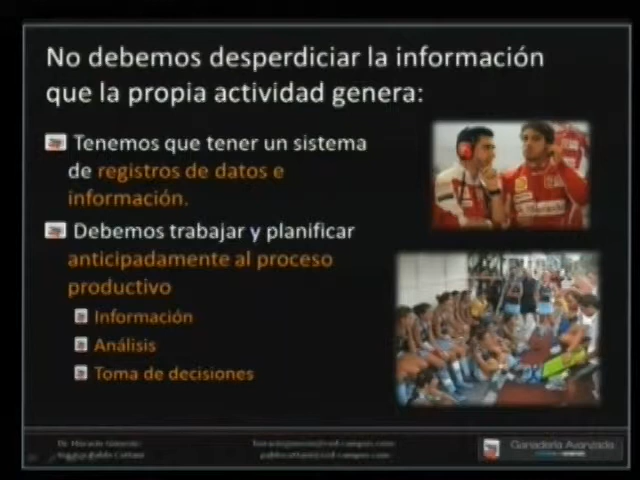 No debemos desperdiciar la información
que la propia actividad genera:
Tenemos que tener un sistema
de registros de datos e
información.
Debemos trabajar y planificar
anticipadamente al proceso
productivo
Información
Análisis
Toma de decisiones
Ganadería Avanzada